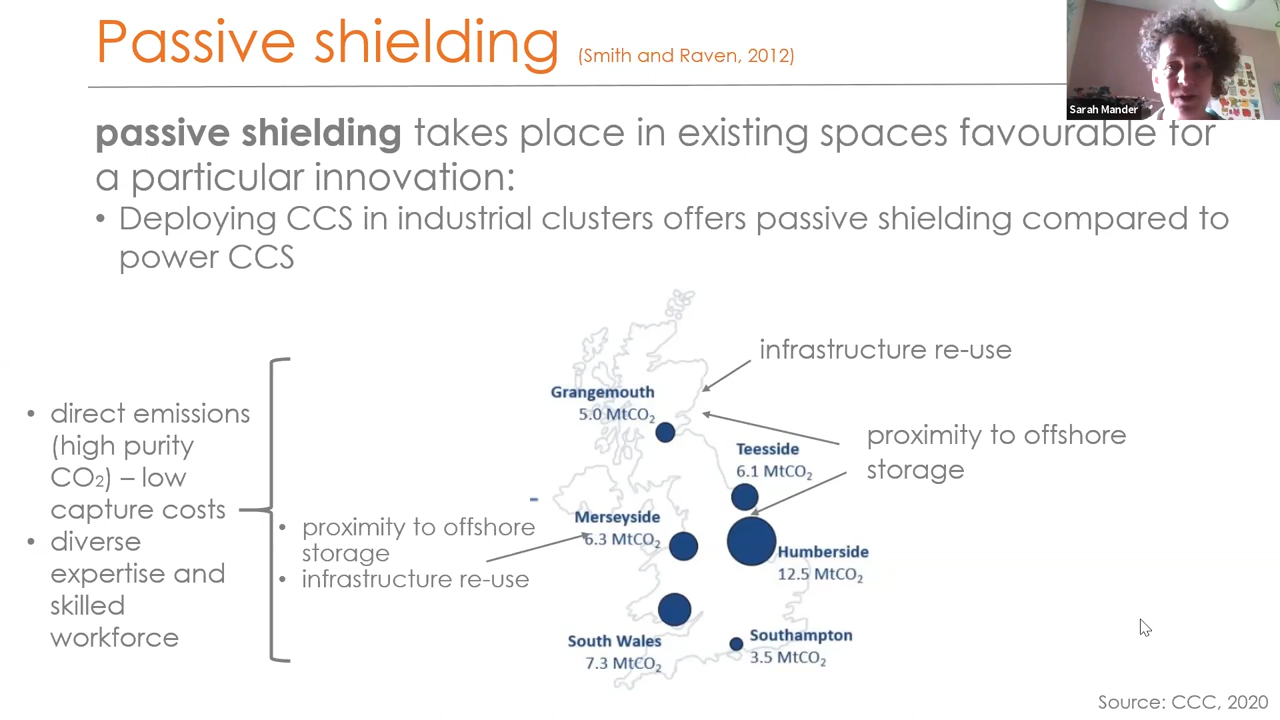 Passive shielding (Smith and Raven, 2012)
Sarah Mander
passive shielding takes place in existing spaces favourable for
a particular innovation:
• Deploying CCS in industrial clusters offers passive shielding compared to
power CCS
• direct emissions
(high purity
CO2) – low
capture costs
• diverse
expertise and
skilled
workforce
• proximity to offshore
storage
• infrastructure re-use
infrastructure re-use
proximity to offshore
storage
Grangemouth
5.0 MtCO2
Teesside
6.1 MtCO2
Merseyside
6.3 MtCO2
Humberside
12.5 MtCO2
South Wales
7.3 MtCO2
Southampton
3.5 MtCO2
Source: CCC, 2020